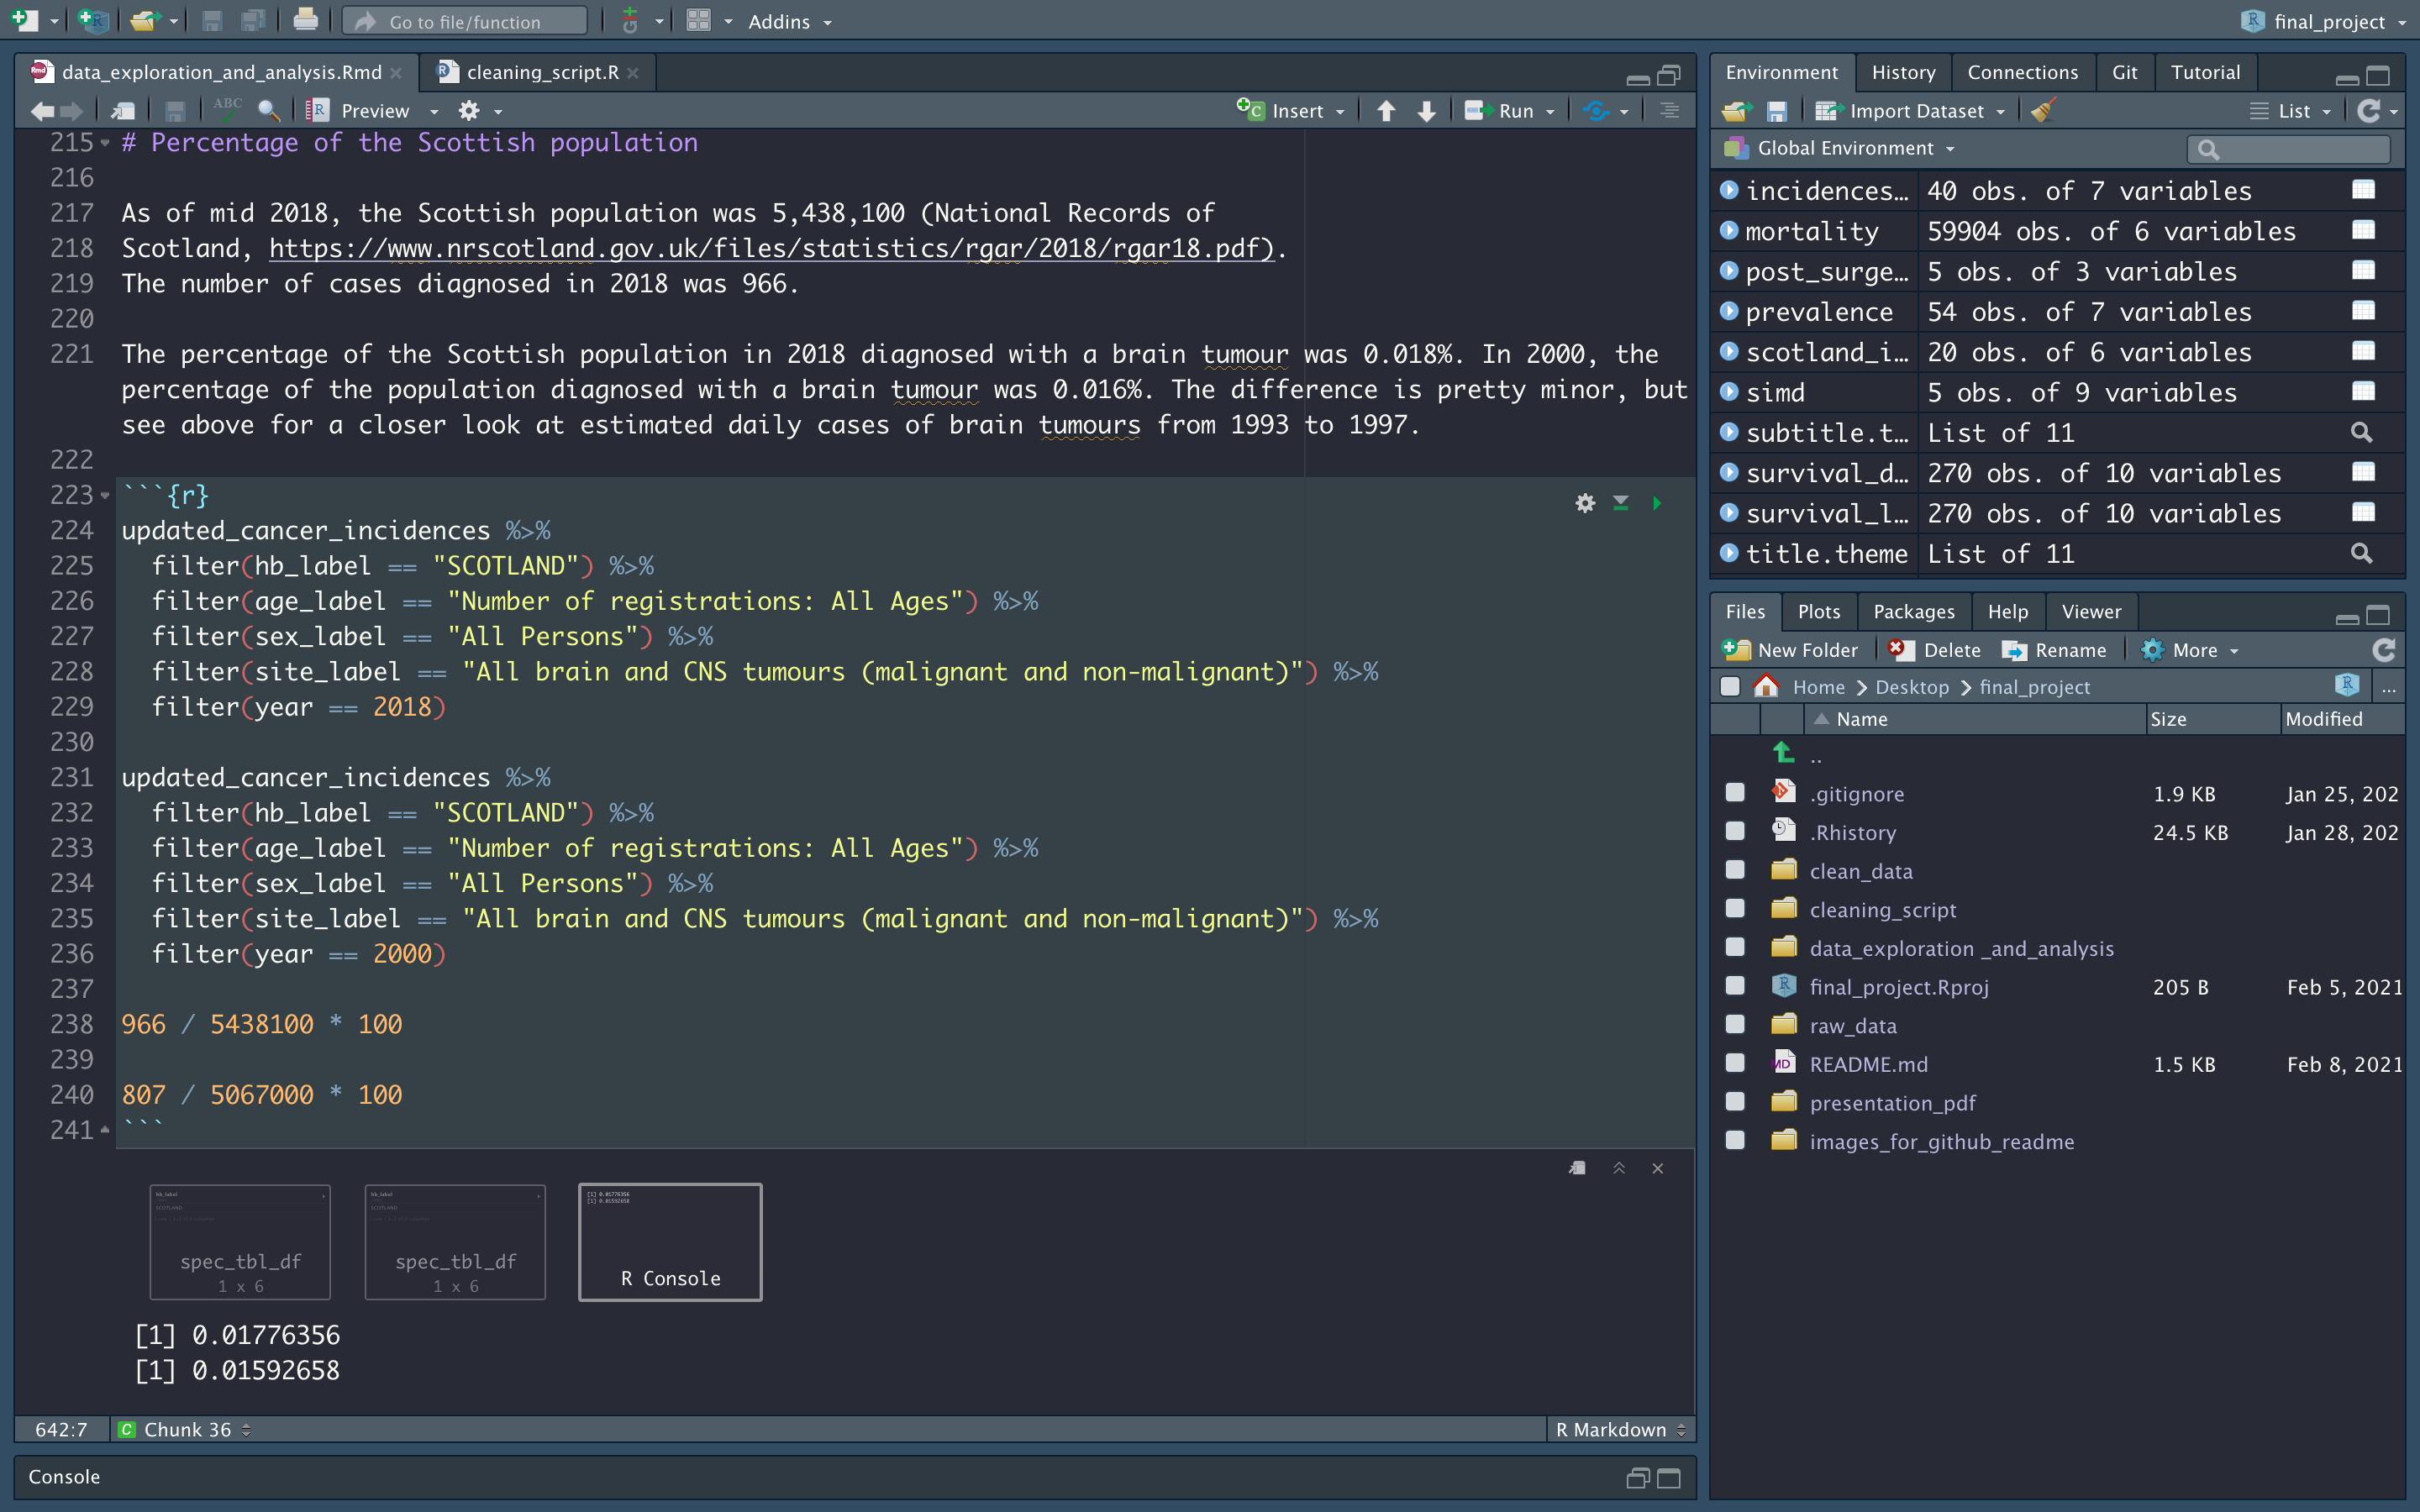 Go to file/function
Addins
final_project
data_exploration_and_analysis.Rmd
cleaning_script.R
ABC
Preview
Insert
Run
215 # Percentage of the Scottish population
216
217 As of mid 2018, the Scottish population was 5,438,100 (National Records of
218 Scotland, https://www.nrscotland.gov.uk/files/statistics/rgar/2018/rgar18.pdf).
219 The number of cases diagnosed in 2018 was 966.
220
221 The percentage of the Scottish population in 2018 diagnosed with a brain tumour was 0.018%. In 2000, the
percentage of the population diagnosed with a brain tumour was 0.016%. The difference is pretty minor, but
see above for a closer look at estimated daily cases of brain tumours from 1993 to 1997.
222
223 ```{r}
224 updated_cancer_incidences %>%
225 filter(hb_label == "SCOTLAND") %>%
226 filter(age_label == "Number of registrations: All Ages") %>%
227 filter(sex_label == "All Persons") %>%
228 filter(site_label == "All brain and CNS tumours (malignant and non-malignant)") %>%
229 filter(year == 2018)
230
231 updated_cancer_incidences %>%
232 filter(hb_label == "SCOTLAND") %>%
233 filter(age_label == "Number of registrations: All Ages") %>%
234 filter(sex_label == "All Persons") %>%
235 filter(site_label == "All brain and CNS tumours (malignant and non-malignant)") %>%
236 filter(year == 2000)
237
238 966 / 5438100 * 100
239
240 807 / 5067000 * 100
241 ```
hb_label
SCOTLAND
spec_tbl_df
1 x 6
hb_label
SCOTLAND
spec_tbl_df
1 x 6
[1] 0.01776356
[1] 0.01592658
R Console
[1] 0.01776356
[1] 0.01592658
642:7
C Chunk 36
R Markdown
Console
Environment History Connections Git Tutorial
Import Dataset
List
Global Environment
incidences… 40 obs. of 7 variables
mortality 59904 obs. of 6 variables
post_surge… 5 obs. of 3 variables
prevalence 54 obs. of 7 variables
scotland_i… 20 obs. of 6 variables
simd 5 obs. of 9 variables
subtitle.t… List of 11
survival_d… 270 obs. of 10 variables
survival_l… 270 obs. of 10 variables
title.theme List of 11
Files Plots Packages Help Viewer
New Folder Delete Rename More
Home Desktop final_project ...
Name Size Modified
..
.gitignore 1.9 KB Jan 25, 202
.Rhistory 24.5 KB Jan 28, 202
clean_data
cleaning_script
data_exploration _and_analysis
final_project.Rproj 205 B Feb 5, 2021
raw_data
README.md 1.5 KB Feb 8, 2021
presentation_pdf
images_for_github_readme